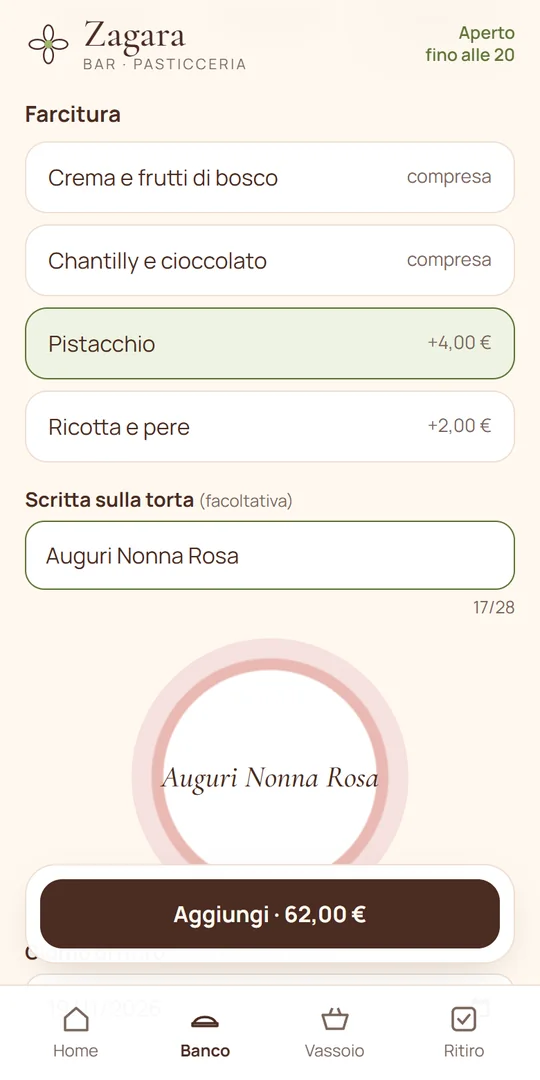 Zagara
BAR · PASTICCERIA
Aperto
fino alle 20
Farcitura
Crema e frutti di bosco compresa
Chantilly e cioccolato compresa
Pistacchio +4,00 €
Ricotta e pere +2,00 €
Scritta sulla torta (facoltativa)
Auguri Nonna Rosa
17/28
Auguri Nonna Rosa
Aggiungi · 62,00 €
Home
Banco
Vassoio
Ritiro